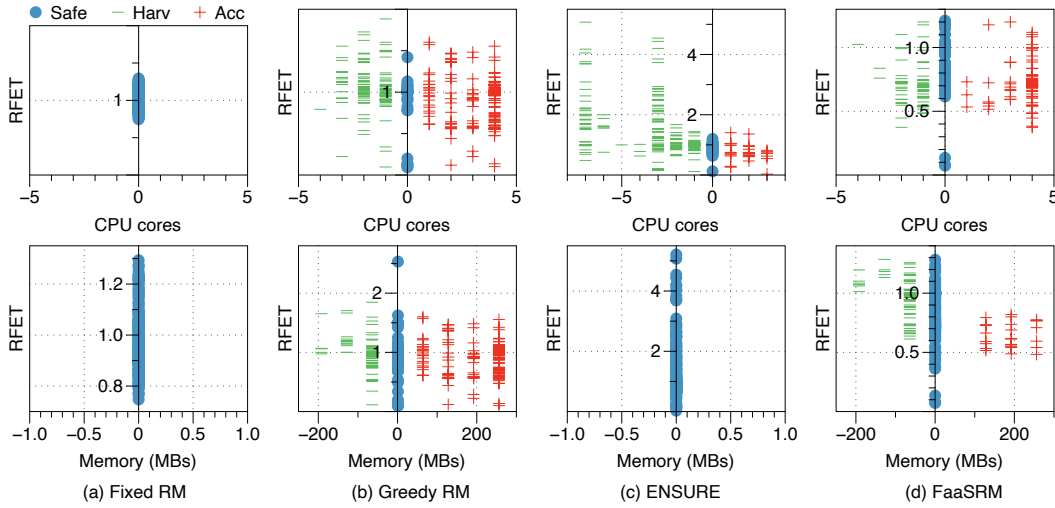 Safe Harv Acc
RFET
1
−5 0 5
CPU cores
RFET
1
−5 0 5
CPU cores
RFET
4
2
−5 0
CPU cores
RFET
1.0
0.5
−5 0 5
CPU cores
RFET
1.2
1.0
0.8
−1.0 −0.5 0 0.5 1.0
Memory (MBs)
RFET
2
1
−200 0 200
Memory (MBs)
RFET
4
2
−1.0 −0.5 0 0.5 1.0
Memory (MBs)
RFET
1.0
0.5
−200 0 200
Memory (MBs)
(a) Fixed RM
(b) Greedy RM
(c) ENSURE
(d) FaaSRM